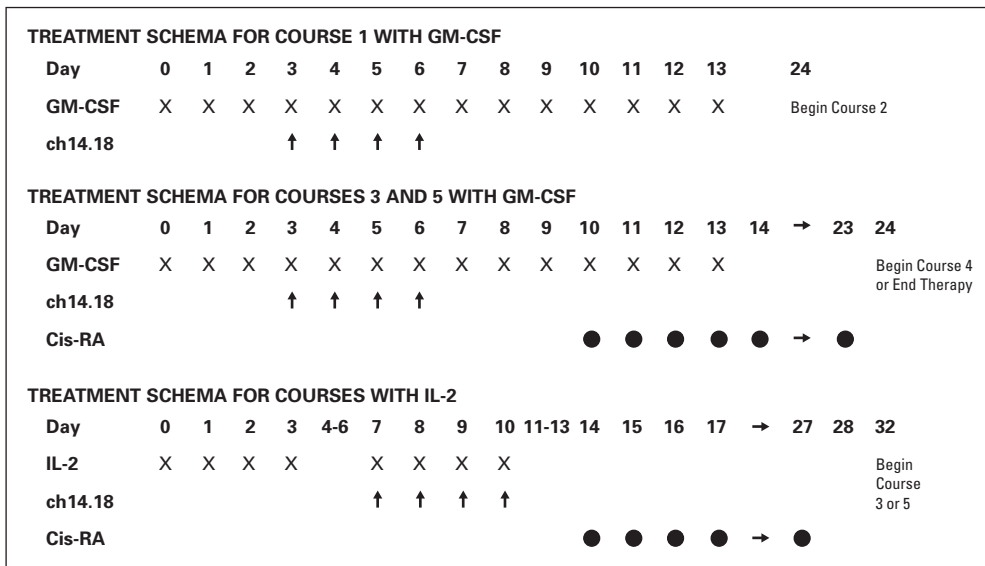 TREATMENT SCHEMA FOR COURSE 1 WITH GM-CSF
Day 0 1 2 3 4 5 6 7 8 9 10 11 12 13 24
GM-CSF X X X X X X X X X X X X X X Begin Course 2
ch14.18 ↑ ↑ ↑ ↑
TREATMENT SCHEMA FOR COURSES 3 AND 5 WITH GM-CSF
Day 0 1 2 3 4 5 6 7 8 9 10 11 12 13 14 → 23 24
GM-CSF X X X X X X X X X X X X X X Begin Course 4
or End Therapy
ch14.18 ↑ ↑ ↑ ↑
Cis-RA ● ● ● ● ● → ●
TREATMENT SCHEMA FOR COURSES WITH IL-2
Day 0 1 2 3 4-6 7 8 9 10 11-13 14 15 16 17 → 27 28 32
IL-2 X X X X X X X X Begin
Course
ch14.18 ↑ ↑ ↑ ↑ 3 or 5
Cis-RA ● ● ● ● → ●